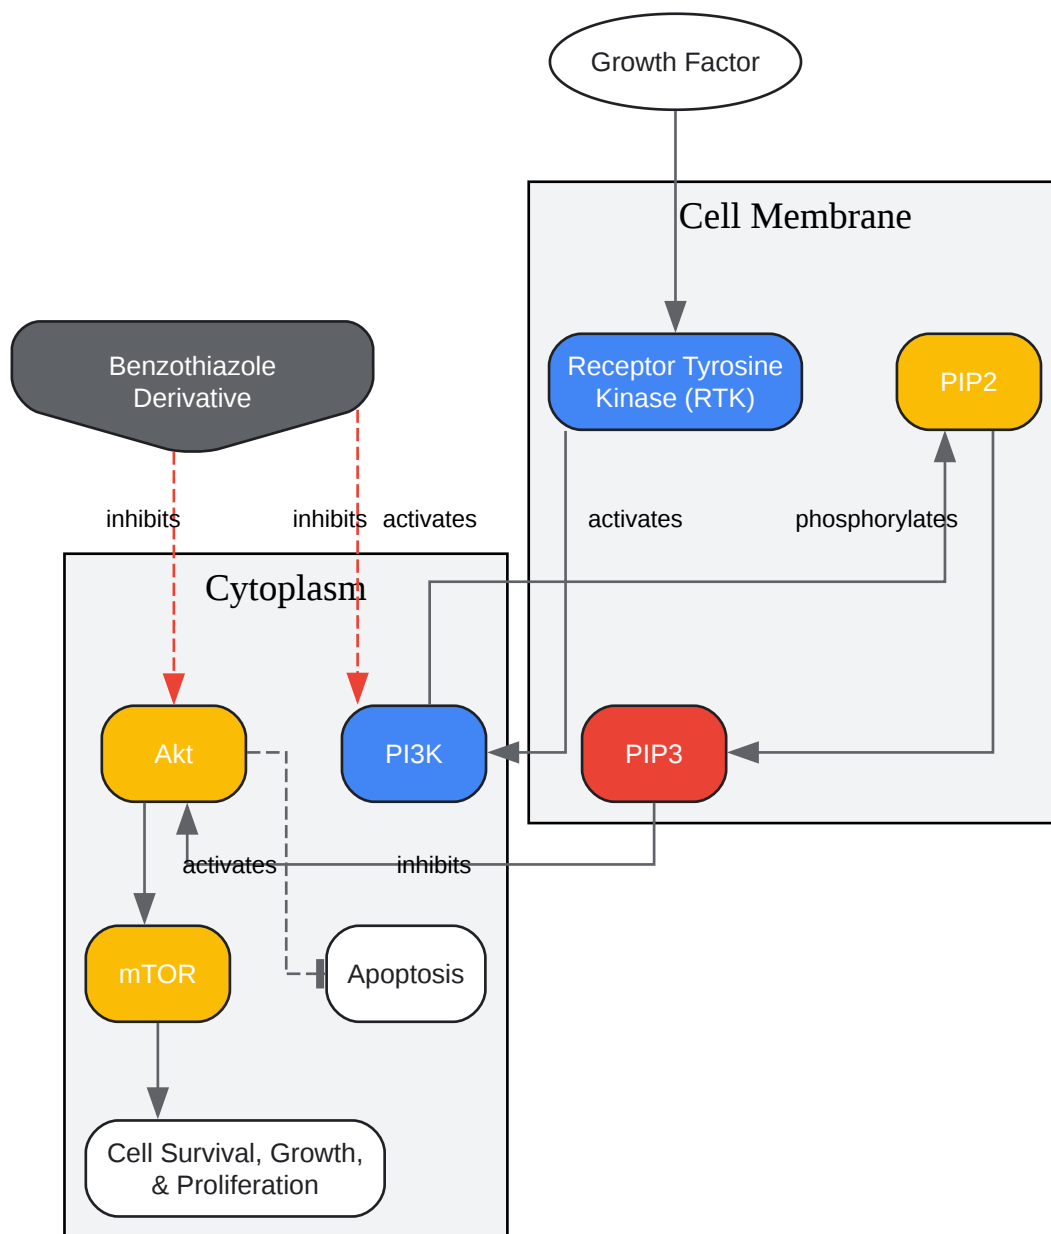 Growth Factor
Cell Membrane
Benzothiazole
Derivative
Receptor Tyrosine
Kinase (RTK)
PIP2
inhibits
inhibits
activates
activates
phosphorylates
Cytoplasm
Akt
PI3K
PIP3
activates
inhibits
mTOR
Apoptosis
Cell Survival, Growth,
& Proliferation